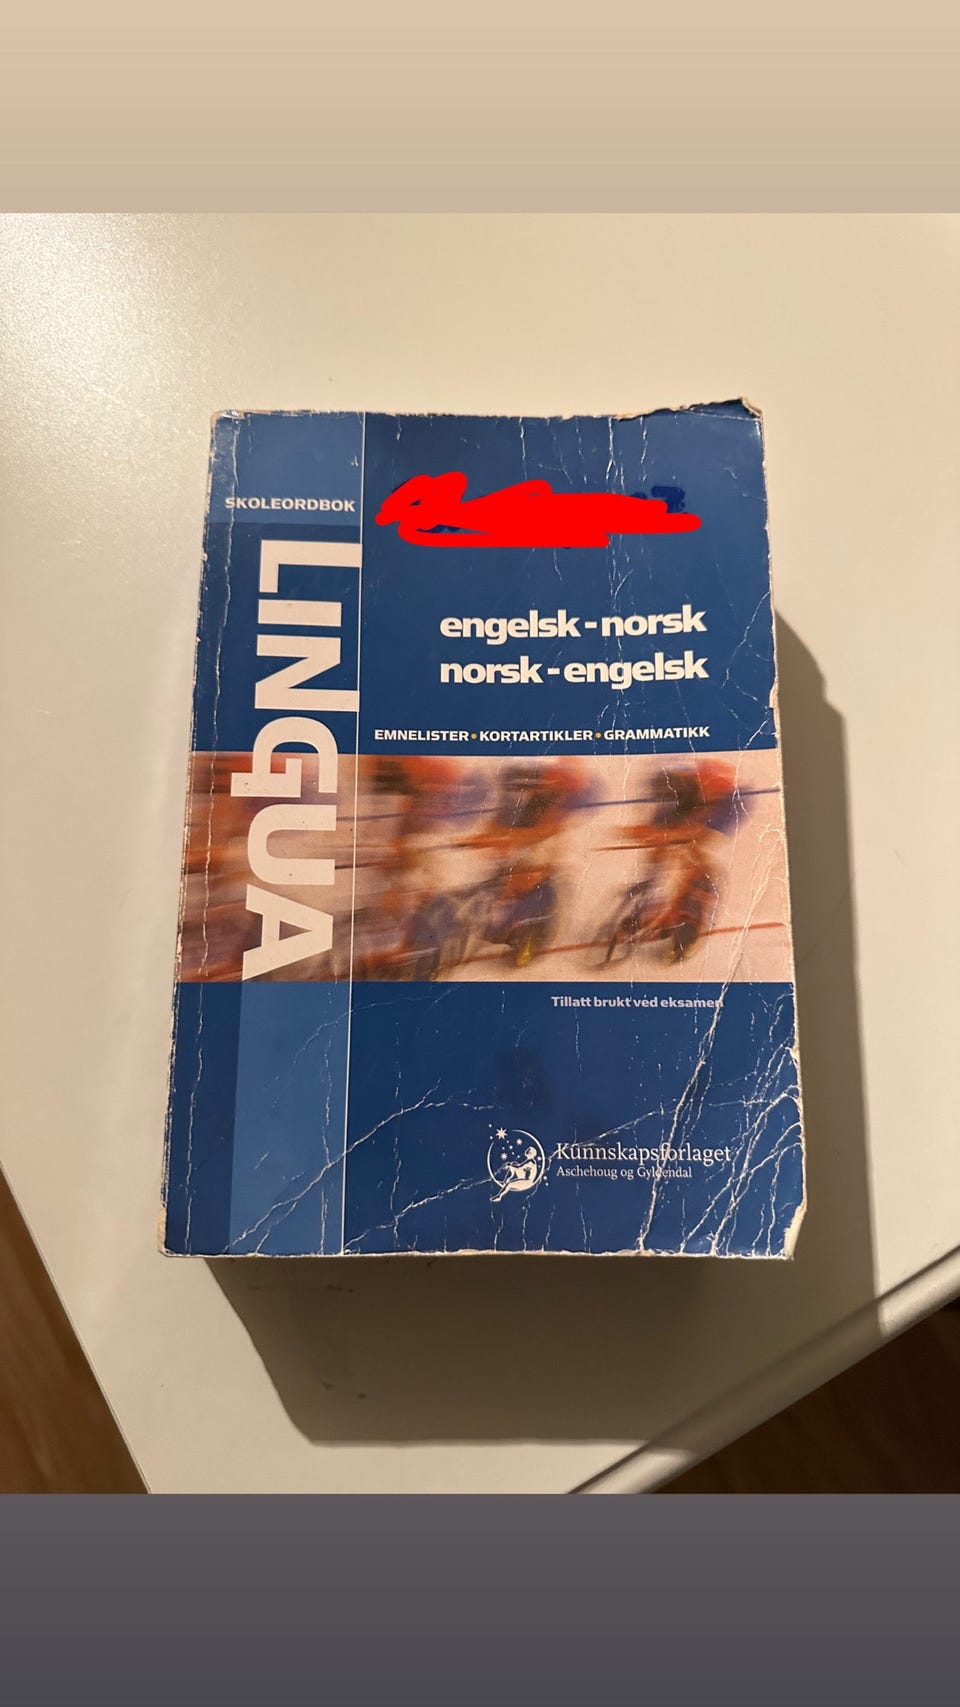 SKOLEORDBOK
LINGUA
engelsk-norsk
norsk-engelsk
EMNELISTER • KORTARTIKLER • GRAMMATIKK
Tillatt brukt ved eksamen
Kunnskapsforlaget
Aschehoug og Gyldendal